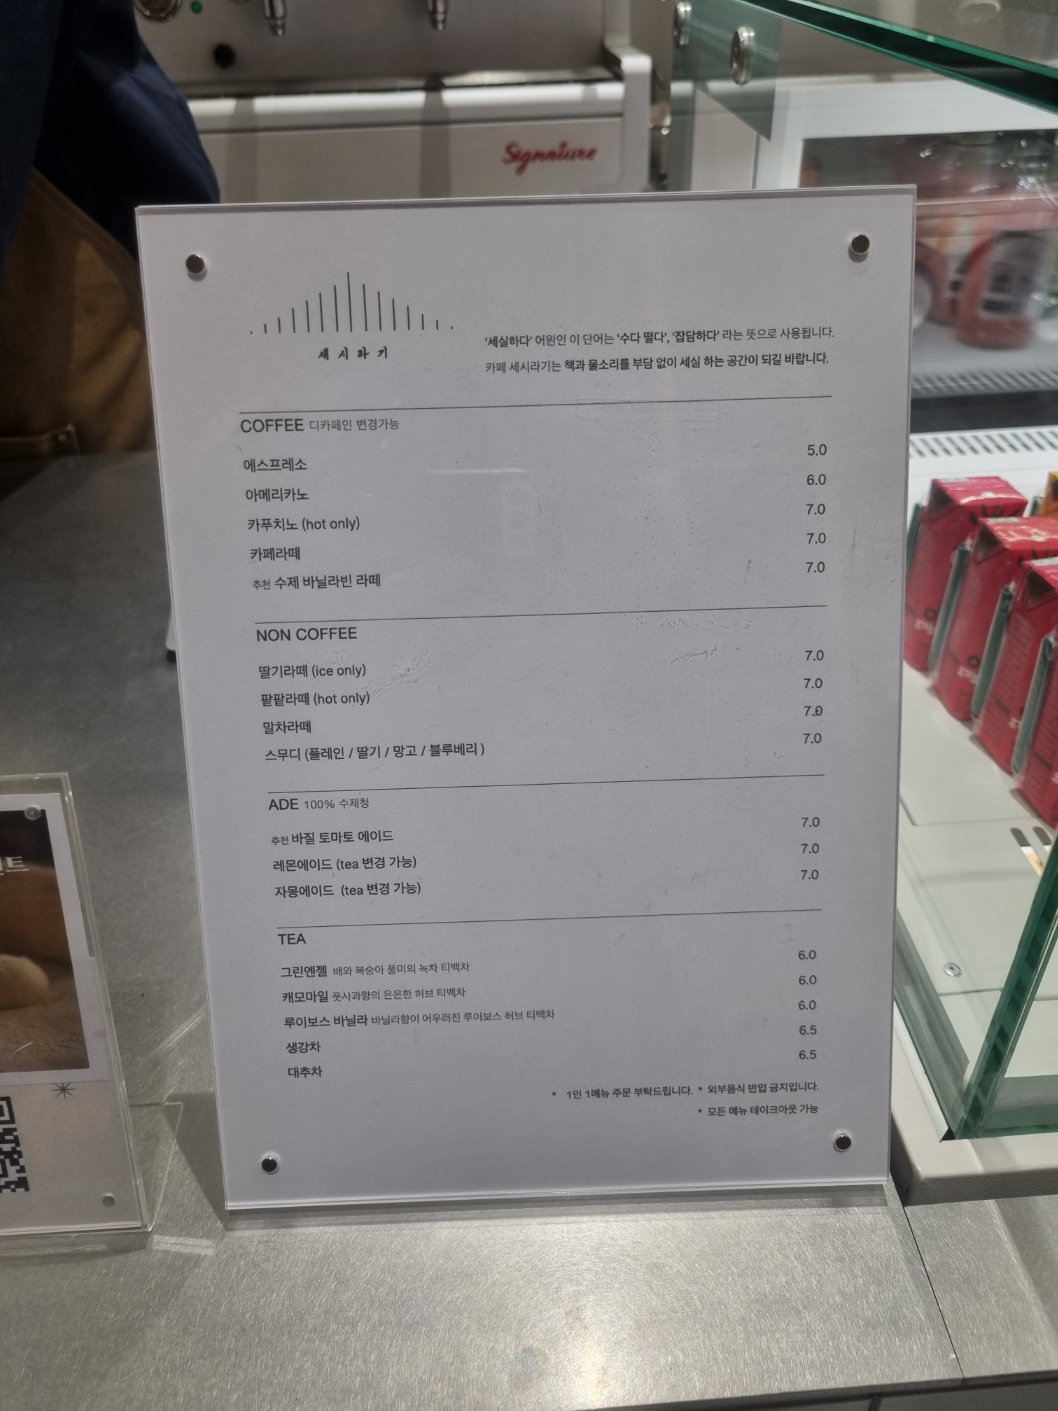 Signature
세시라기
'세실하다' 어원인 이 단어는 '수다 떨다', '잡담하다' 라는 뜻으로 사용됩니다.
카페 세시라기는 책과 물소리를 부담 없이 세실 하는 공간이 되길 바랍니다.
COFFEE 디카페인 변경가능
에스프레소 5.0
아메리카노 6.0
카푸치노 (hot only) 7.0
카페라떼 7.0
추천 수제 바닐라빈 라떼 7.0
NON COFFEE
딸기라떼 (ice only) 7.0
팥팥라떼 (hot only) 7.0
말차라떼 7.0
스무디 (플레인 / 딸기 / 망고 / 블루베리 ) 7.0
ADE 100% 수제청
추천 바질 토마토 에이드 7.0
레몬에이드 (tea 변경 가능) 7.0
자몽에이드 (tea 변경 가능) 7.0
TEA
그린엔젤 배와 복숭아 풍미의 녹차 티백차 6.0
캐모마일 풋사과향의 은은한 허브 티백차 6.0
루이보스 바닐라 바닐라향이 어우러진 루이보스 허브 티백차 6.0
생강차 6.5
대추차 6.5
* 1인 1메뉴 주문 부탁드립니다. * 외부음식 반입 금지입니다.
* 모든 메뉴 테이크아웃 가능